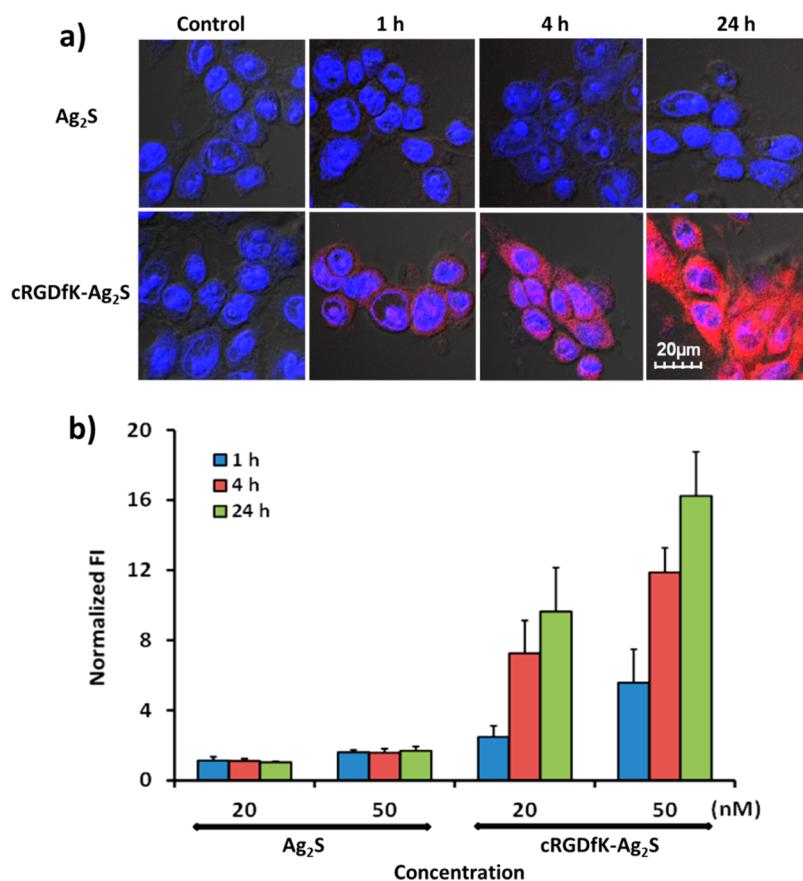 a)
Control 1 h 4 h 24 h
Ag₂S
cRGDfK-Ag₂S
20μm
b)
20
16
12
8
4
0
Normalized FI
1 h
4 h
24 h
20 50 20 50 (nM)
Ag₂S cRGDfK-Ag₂S
Concentration